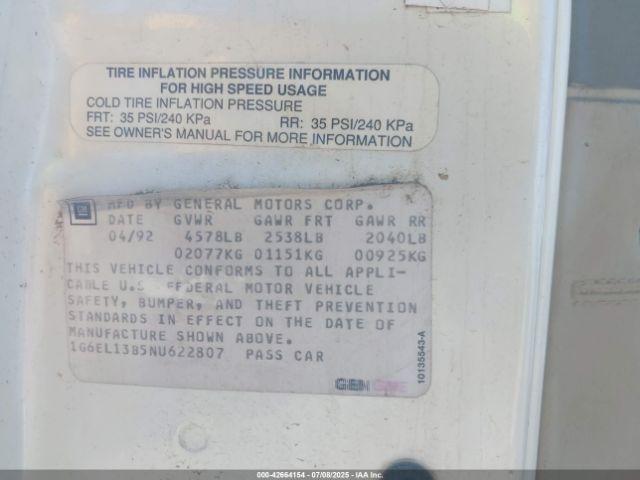 TIRE INFLATION PRESSURE INFORMATION
FOR HIGH SPEED USAGE
COLD TIRE INFLATION PRESSURE
FRT: 35 PSI/240 KPa RR: 35 PSI/240 KPa
SEE OWNER'S MANUAL FOR MORE INFORMATION
GM MFG BY GENERAL MOTORS CORP.
DATE GVWR GAWR FRT GAWR RR
04/92 4578LB 2538LB 2040LB
02077KG 01151KG 00925KG
THIS VEHICLE CONFORMS TO ALL APPLI-
CABLE U.S. FEDERAL MOTOR VEHICLE
SAFETY, BUMPER, AND THEFT PREVENTION
STANDARDS IN EFFECT ON THE DATE OF
MANUFACTURE SHOWN ABOVE.
1G6EL13B5NU622807 PASS CAR
10135543-A
000-42664154 - 07/08/2025 - IAA Inc.